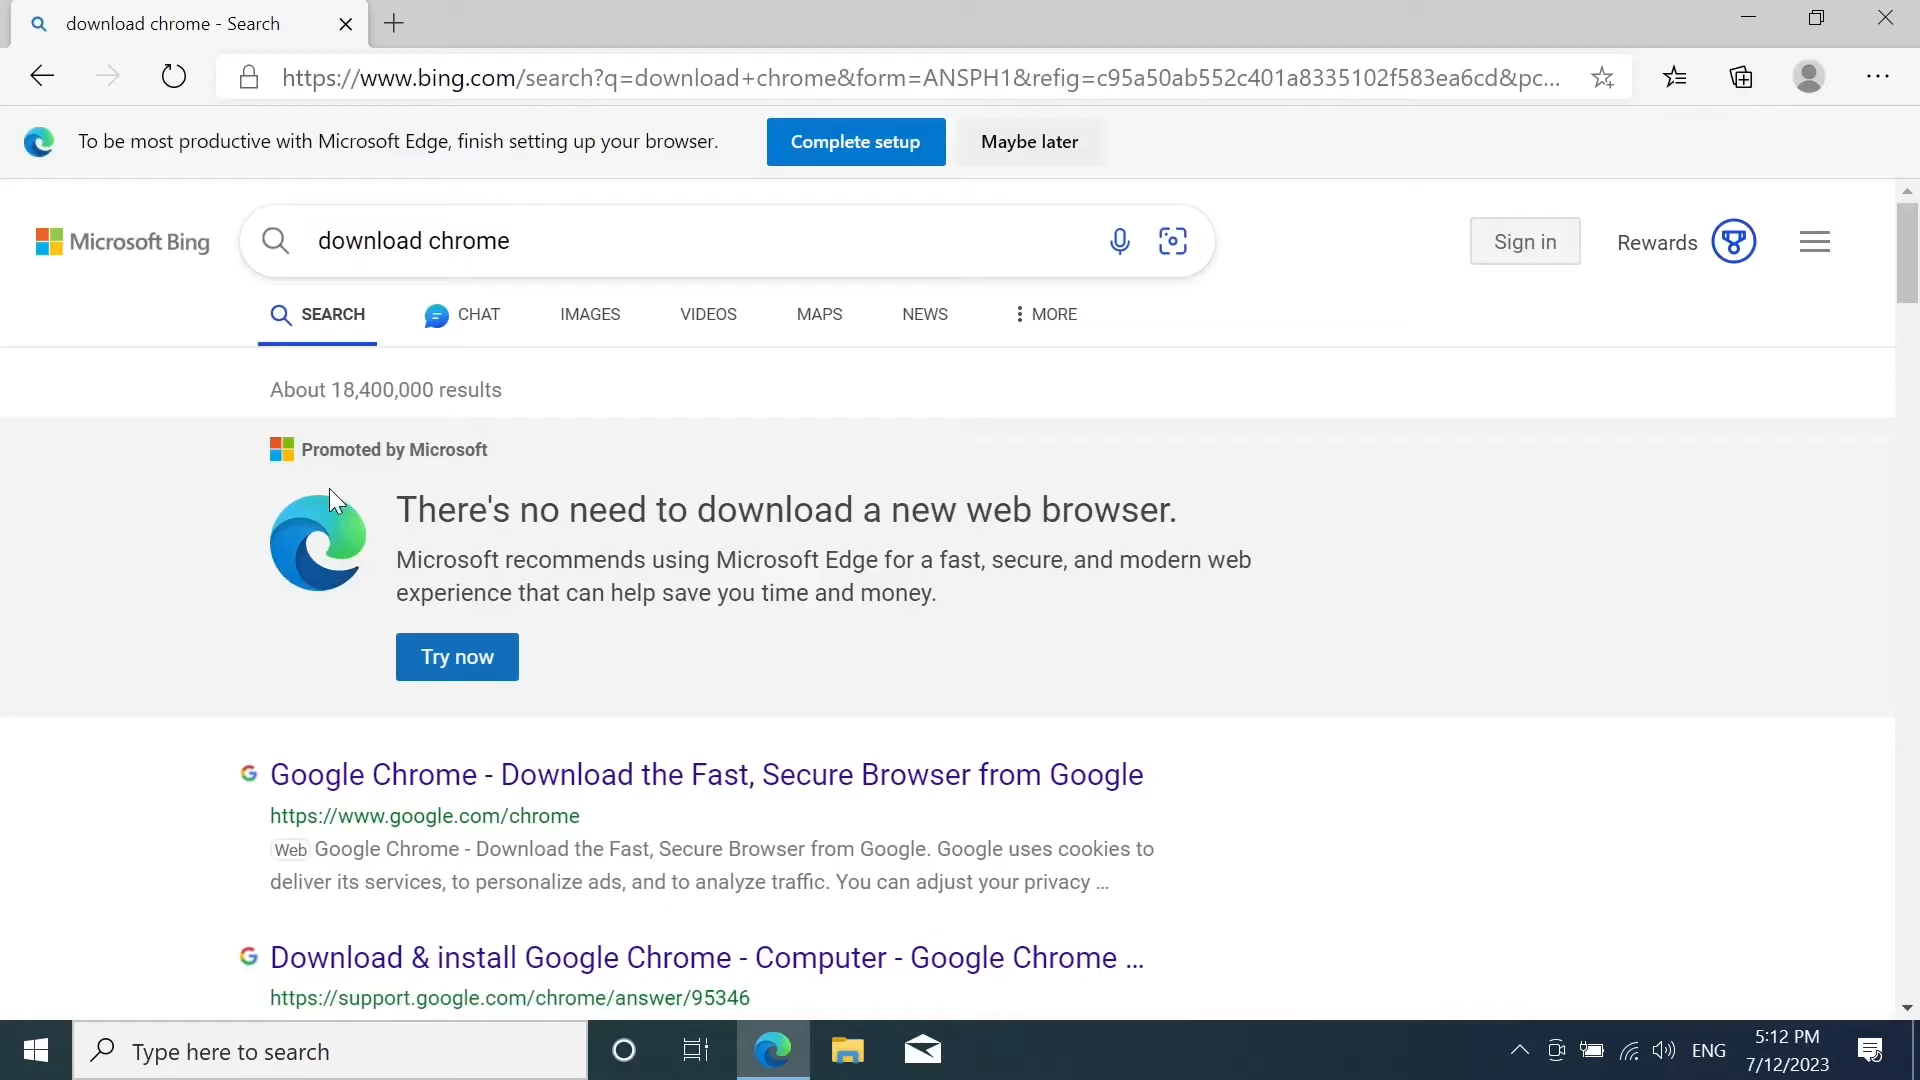 download chrome - Search
https://www.bing.com/search?q=download+chrome&form=ANSPH1&refig=c95a50ab552c401a8335102f583ea6cd&pc...
To be most productive with Microsoft Edge, finish setting up your browser.
Complete setup
Maybe later
Microsoft Bing
download chrome
Sign in
Rewards
SEARCH
CHAT
IMAGES
VIDEOS
MAPS
NEWS
MORE
About 18,400,000 results
Promoted by Microsoft
There's no need to download a new web browser.
Microsoft recommends using Microsoft Edge for a fast, secure, and modern web
experience that can help save you time and money.
Try now
Google Chrome - Download the Fast, Secure Browser from Google
https://www.google.com/chrome
Web Google Chrome - Download the Fast, Secure Browser from Google. Google uses cookies to
deliver its services, to personalize ads, and to analyze traffic. You can adjust your privacy ...
Download & install Google Chrome - Computer - Google Chrome ...
https://support.google.com/chrome/answer/95346
Type here to search
ENG
5:12 PM
7/12/2023